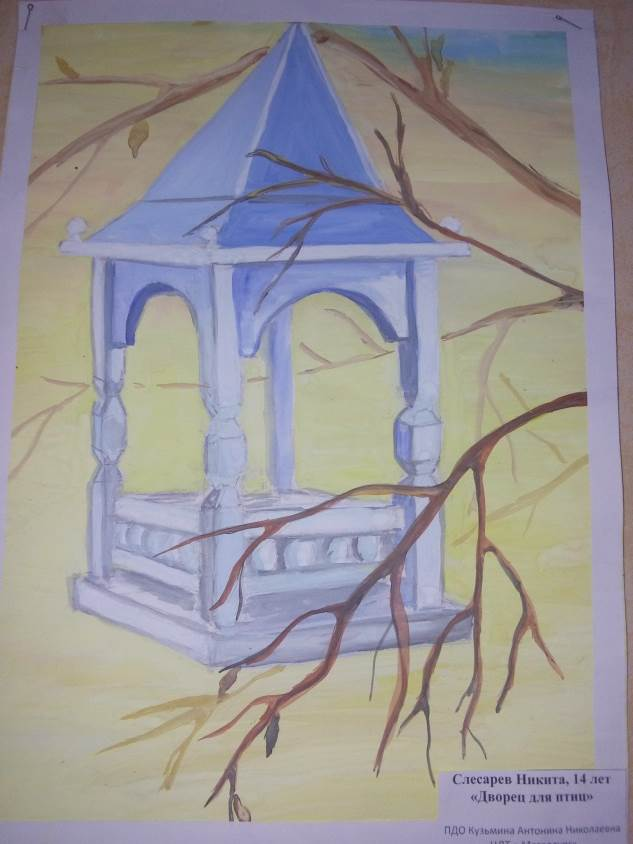 Слесарев Никита, 14 лет
«Дворец для птиц»
ПДО Кузьмина Антонина Николаевна